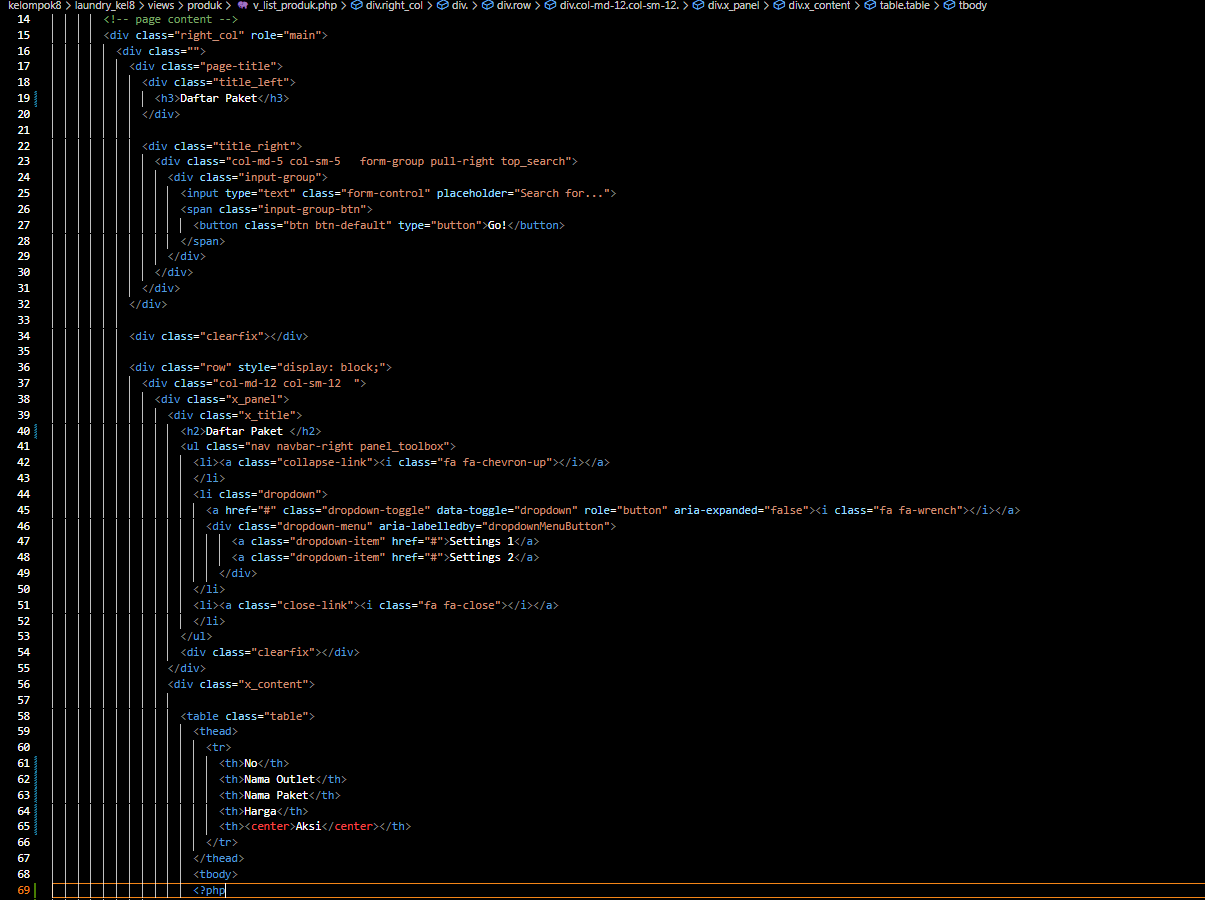 kelompok8 > laundry_kel8 > views > produk > v_list_produk.php > div.right_col > div. > div.row > div.col-md-12.col-sm-12. > div.x_panel > div.x_content > table.table > tbody
14 <!-- page content -->
15 <div class="right_col" role="main">
16 <div class="">
17 <div class="page-title">
18 <div class="title_left">
19 <h3>Daftar Paket</h3>
20 </div>
21
22 <div class="title_right">
23 <div class="col-md-5 col-sm-5   form-group pull-right top_search">
24 <div class="input-group">
25 <input type="text" class="form-control" placeholder="Search for...">
26 <span class="input-group-btn">
27 <button class="btn btn-default" type="button">Go!</button>
28 </span>
29 </div>
30 </div>
31 </div>
32 </div>
33
34 <div class="clearfix"></div>
35
36 <div class="row" style="display: block;">
37 <div class="col-md-12 col-sm-12  ">
38 <div class="x_panel">
39 <div class="x_title">
40 <h2>Daftar Paket </h2>
41 <ul class="nav navbar-right panel_toolbox">
42 <li><a class="collapse-link"><i class="fa fa-chevron-up"></i></a>
43 </li>
44 <li class="dropdown">
45 <a href="#" class="dropdown-toggle" data-toggle="dropdown" role="button" aria-expanded="false"><i class="fa fa-wrench"></i></a>
46 <div class="dropdown-menu" aria-labelledby="dropdownMenuButton">
47 <a class="dropdown-item" href="#">Settings 1</a>
48 <a class="dropdown-item" href="#">Settings 2</a>
49 </div>
50 </li>
51 <li><a class="close-link"><i class="fa fa-close"></i></a>
52 </li>
53 </ul>
54 <div class="clearfix"></div>
55 </div>
56 <div class="x_content">
57
58 <table class="table">
59 <thead>
60 <tr>
61 <th>No</th>
62 <th>Nama Outlet</th>
63 <th>Nama Paket</th>
64 <th>Harga</th>
65 <th><center>Aksi</center></th>
66 </tr>
67 </thead>
68 <tbody>
69 <?php